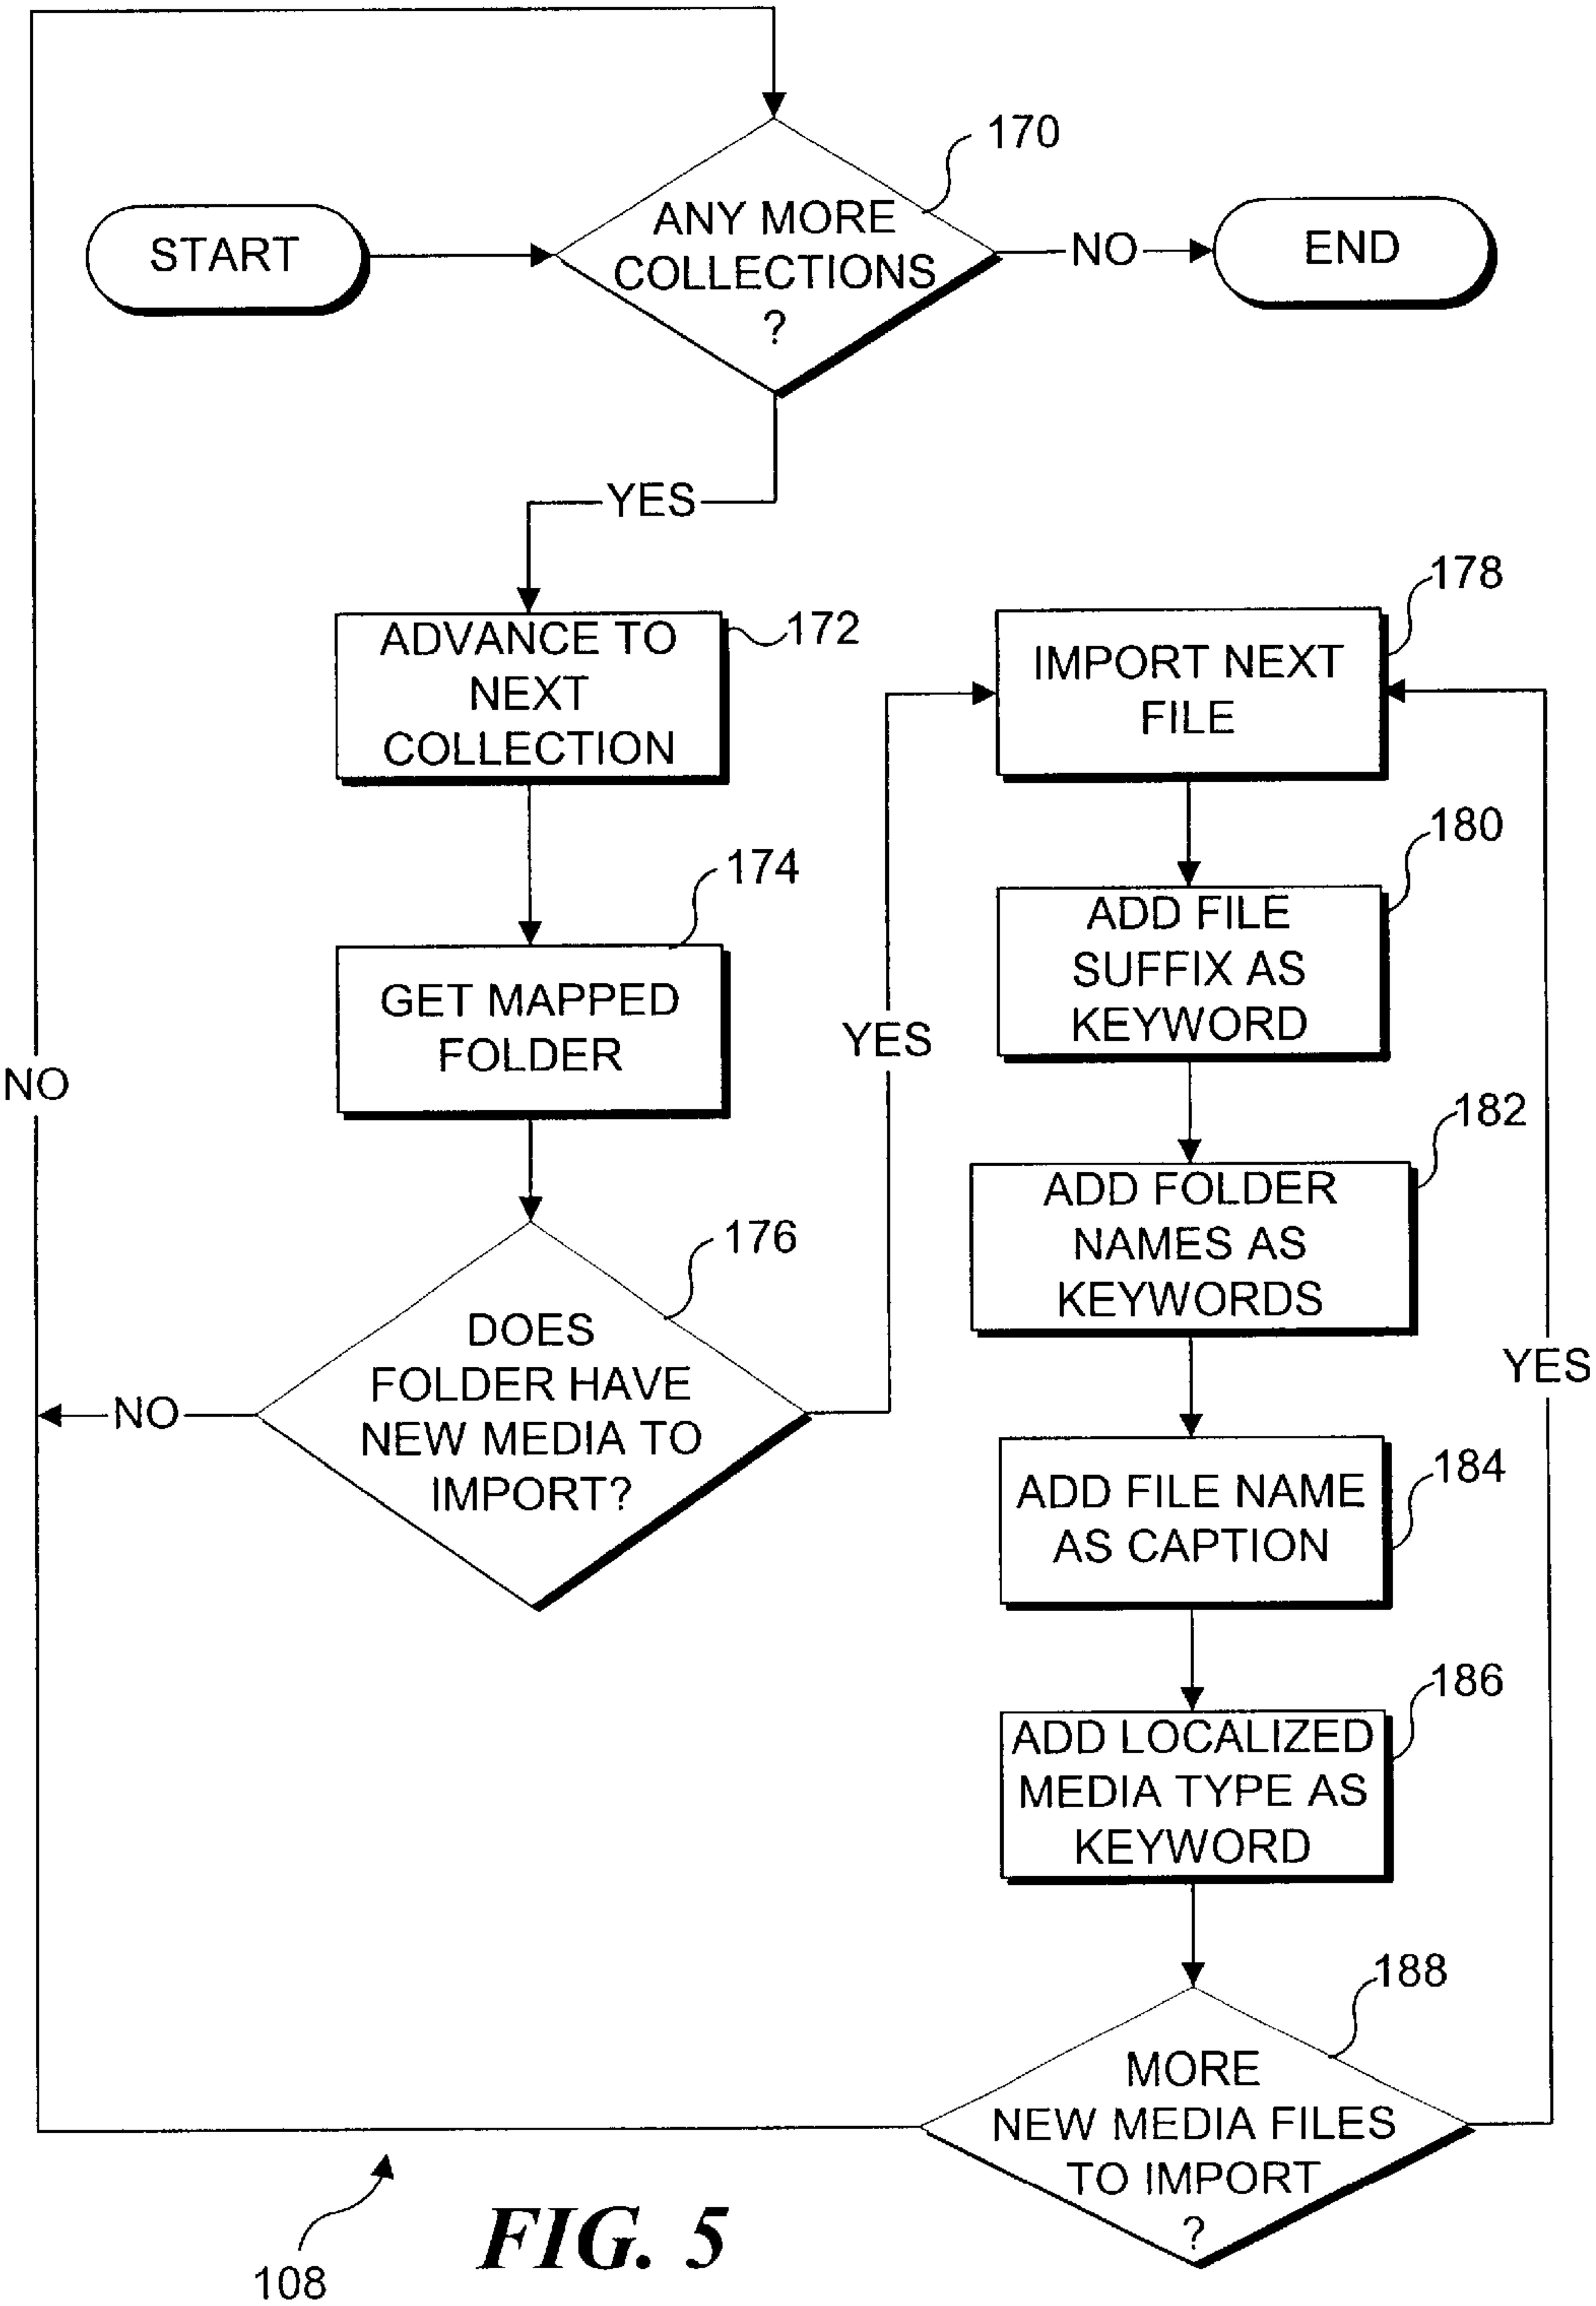 170
START
ANY MORE
COLLECTIONS
?
NO
END
YES
ADVANCE TO
NEXT
COLLECTION
172
174
GET MAPPED
FOLDER
176
DOES
FOLDER HAVE
NEW MEDIA TO
IMPORT?
NO
NO
YES
178
IMPORT NEXT
FILE
180
ADD FILE
SUFFIX AS
KEYWORD
182
ADD FOLDER
NAMES AS
KEYWORDS
YES
184
ADD FILE NAME
AS CAPTION
186
ADD LOCALIZED
MEDIA TYPE AS
KEYWORD
188
MORE
NEW MEDIA FILES
TO IMPORT
?
108
FIG. 5